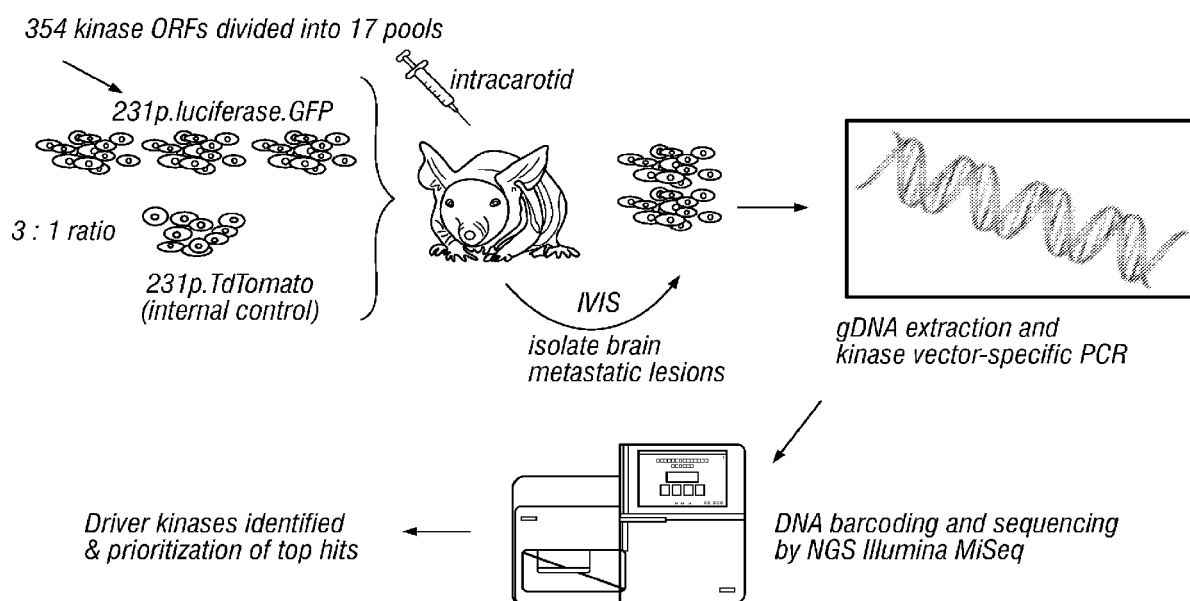 354 kinase ORFs divided into 17 pools
intracarotid
231p.luciferase.GFP
3 : 1 ratio
231p.TdTomato
(internal control)
IVIS
isolate brain
metastatic lesions
gDNA extraction and
kinase vector-specific PCR
Driver kinases identified
& prioritization of top hits
DNA barcoding and sequencing
by NGS Illumina MiSeq